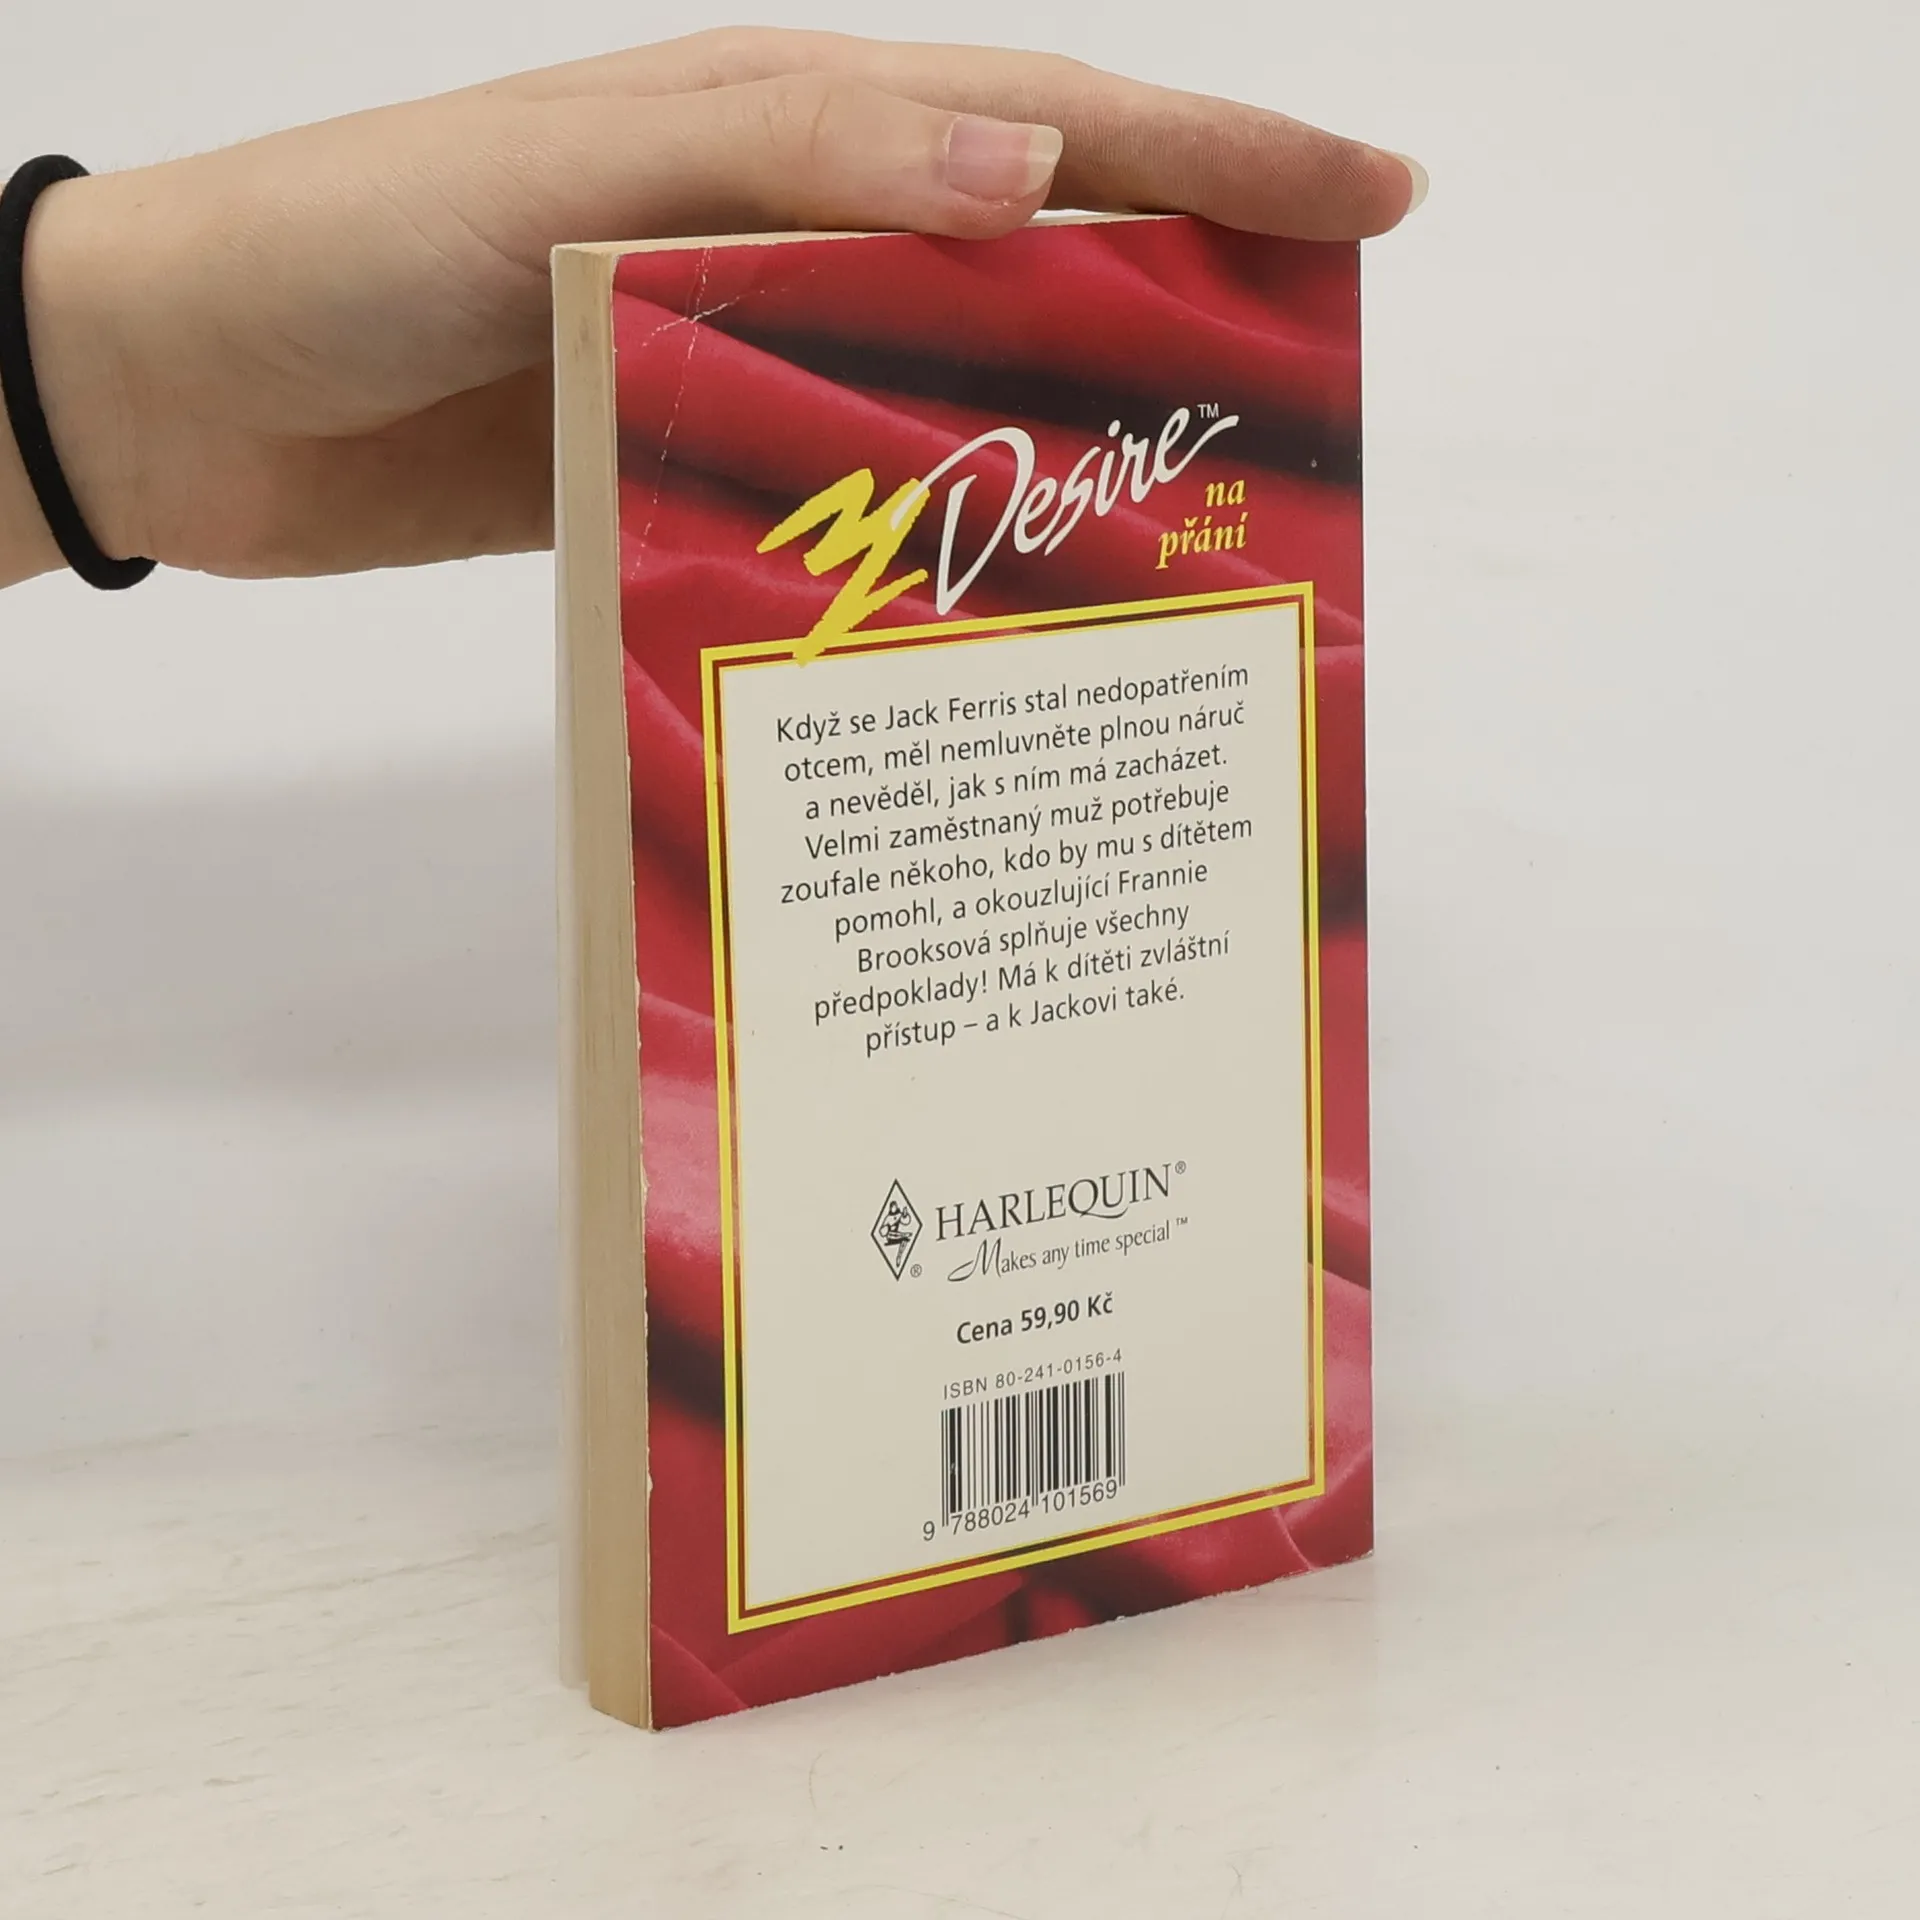 Desire™
na
přání
Když se Jack Ferris stal nedopatřením
otcem, měl nemluvněte plnou náruč
a nevěděl, jak s ním má zacházet.
Velmi zaměstnaný muž potřebuje
zoufale někoho, kdo by mu s dítětem
pomohl, a okouzlující Frannie
Brooksová splňuje všechny
předpoklady! Má k dítěti zvláštní
přístup – a k Jackovi také.
HARLEQUIN®
®
Makes any time special™
Cena 59,90 Kč
ISBN 80-241-0156-4
9 788024 101569